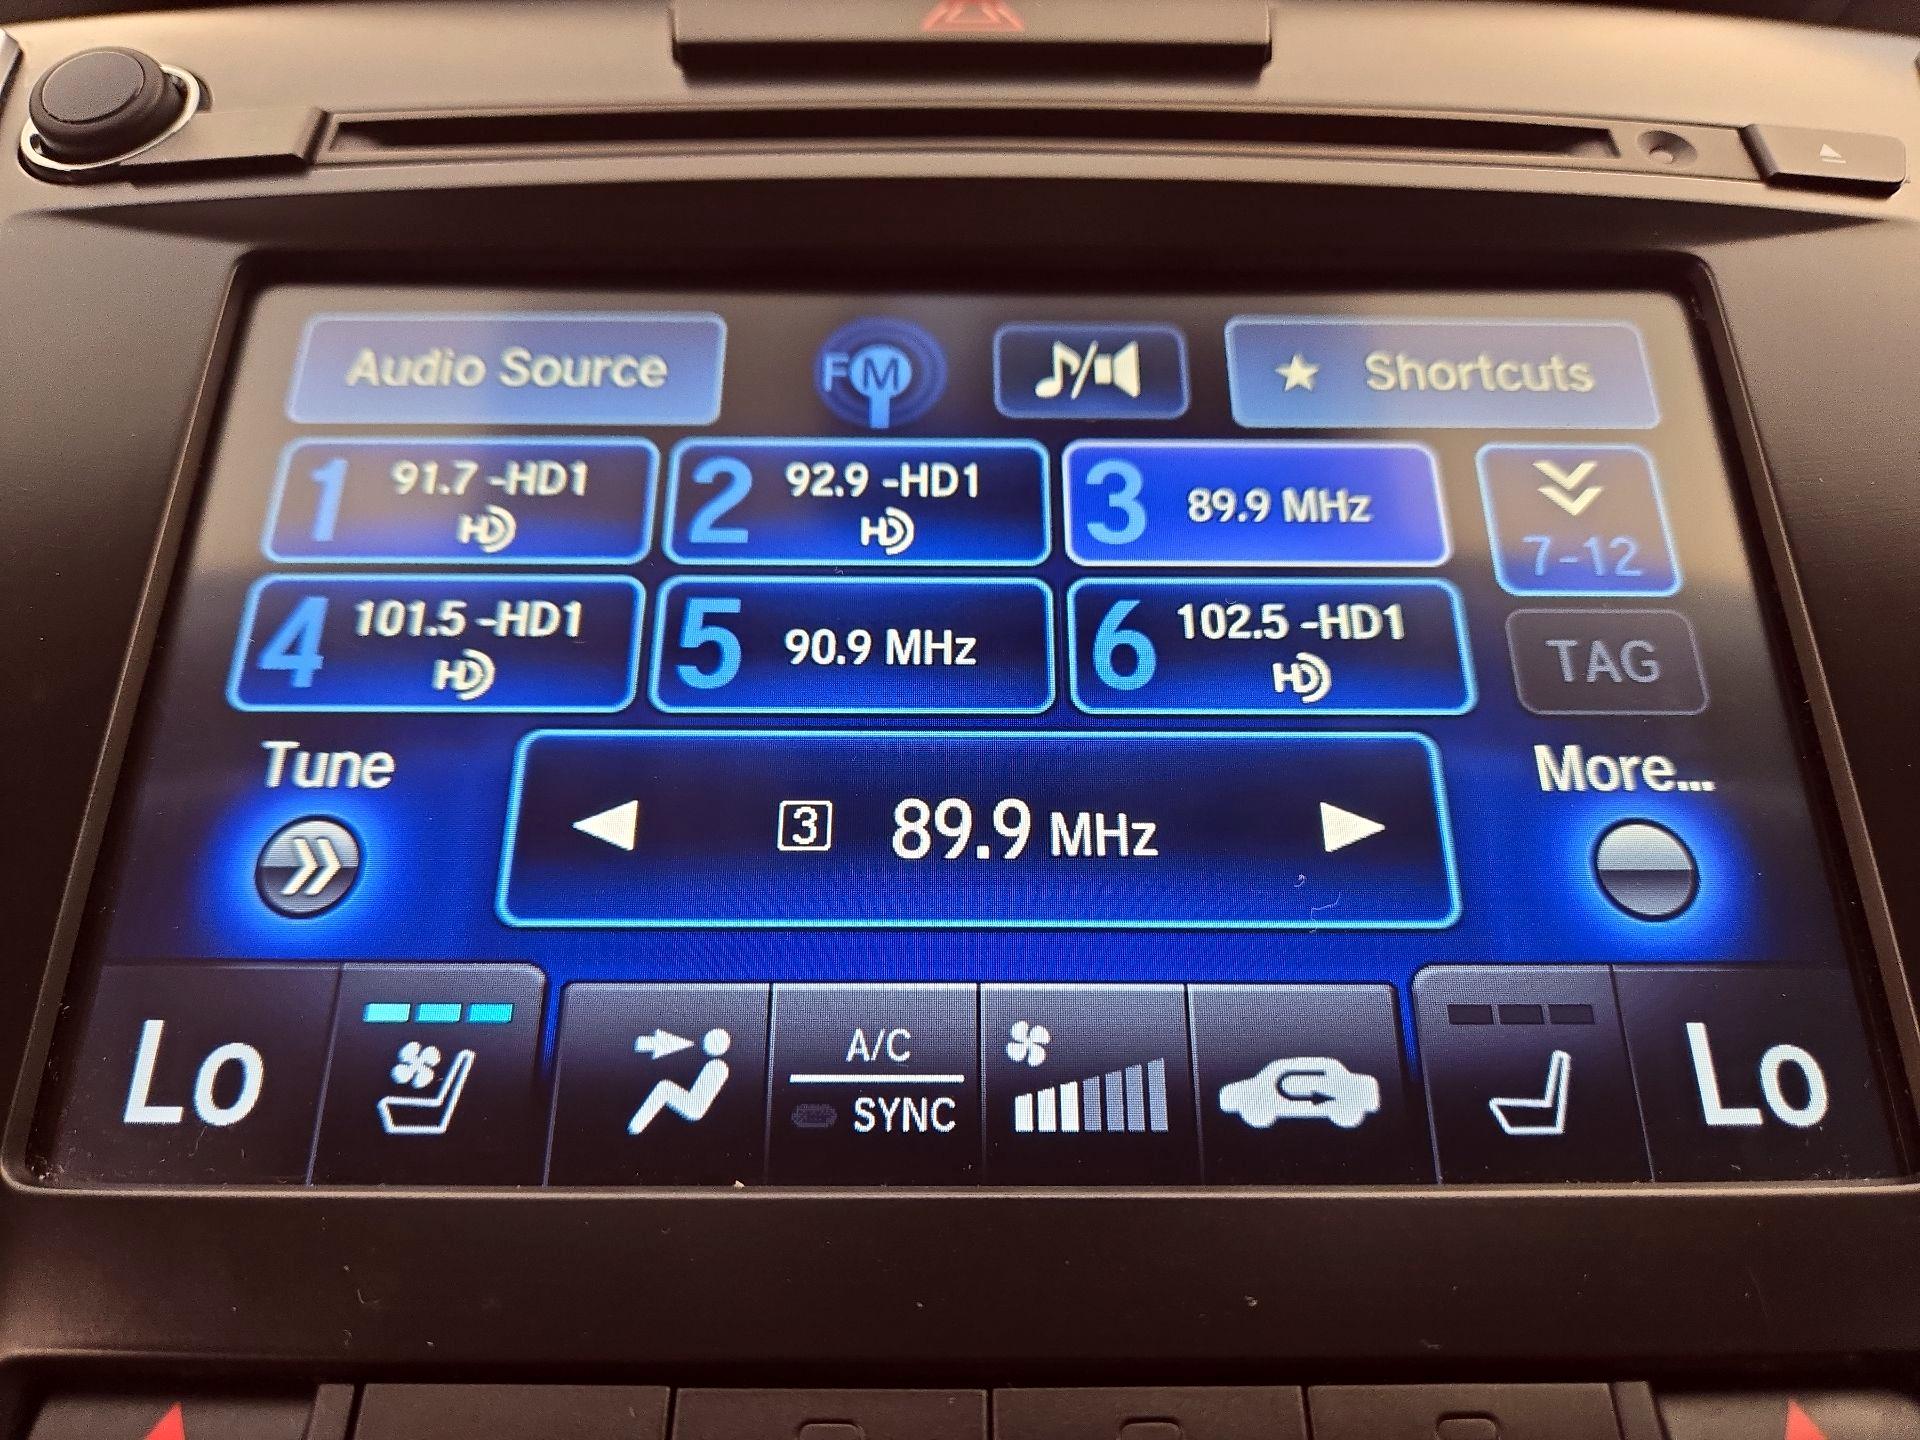 Audio Source
FM
Shortcuts
1 91.7 -HD1
HD
2 92.9 -HD1
HD
3 89.9 MHz
7-12
4 101.5 -HD1
HD
5 90.9 MHz
6 102.5 -HD1
HD
TAG
Tune
3 89.9 MHz
More...
Lo
A/C
SYNC
Lo